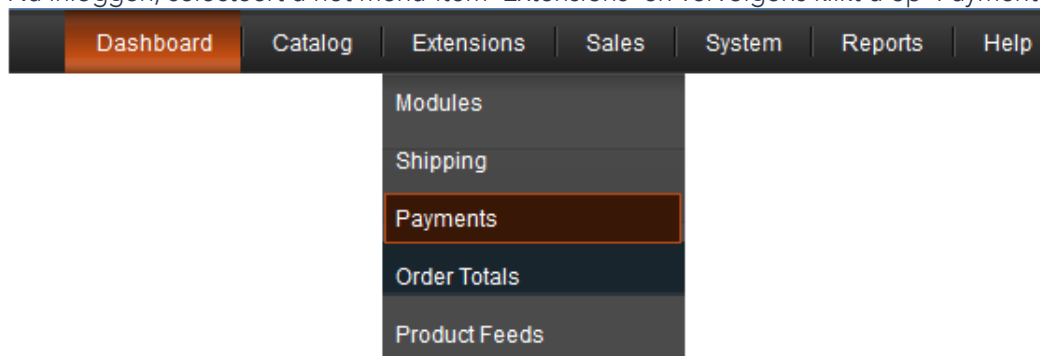 Dashboard Catalog Extensions Sales System Reports Help
Modules
Shipping
Payments
Order Totals
Product Feeds